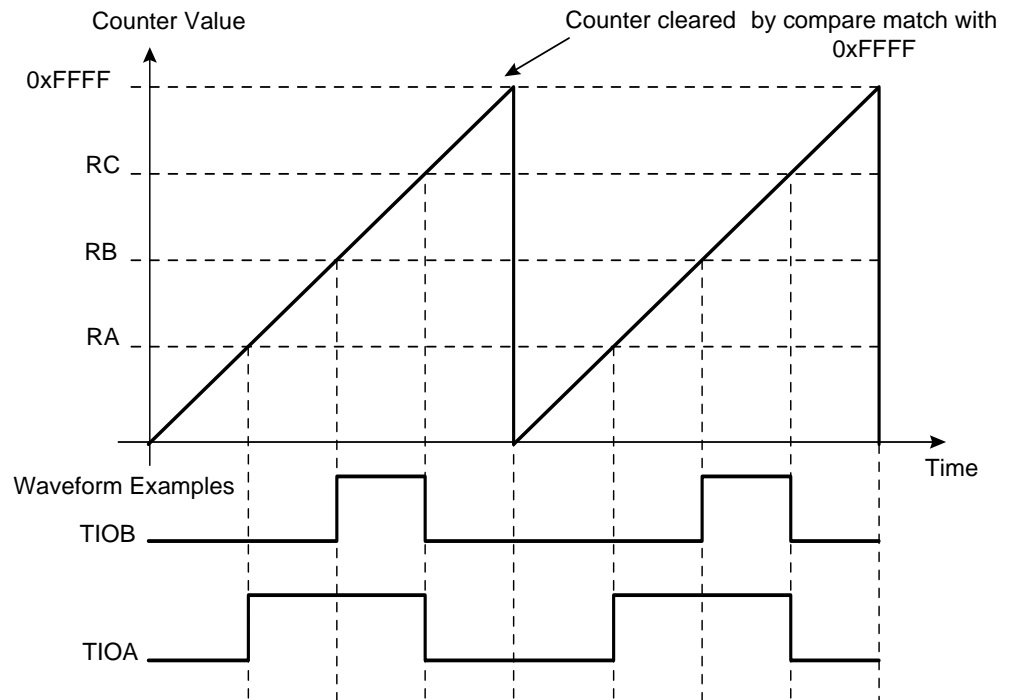 Counter Value
Counter cleared by compare match with
0xFFFF
0xFFFF
RC
RB
RA
Time
Waveform Examples
TIOB
TIOA